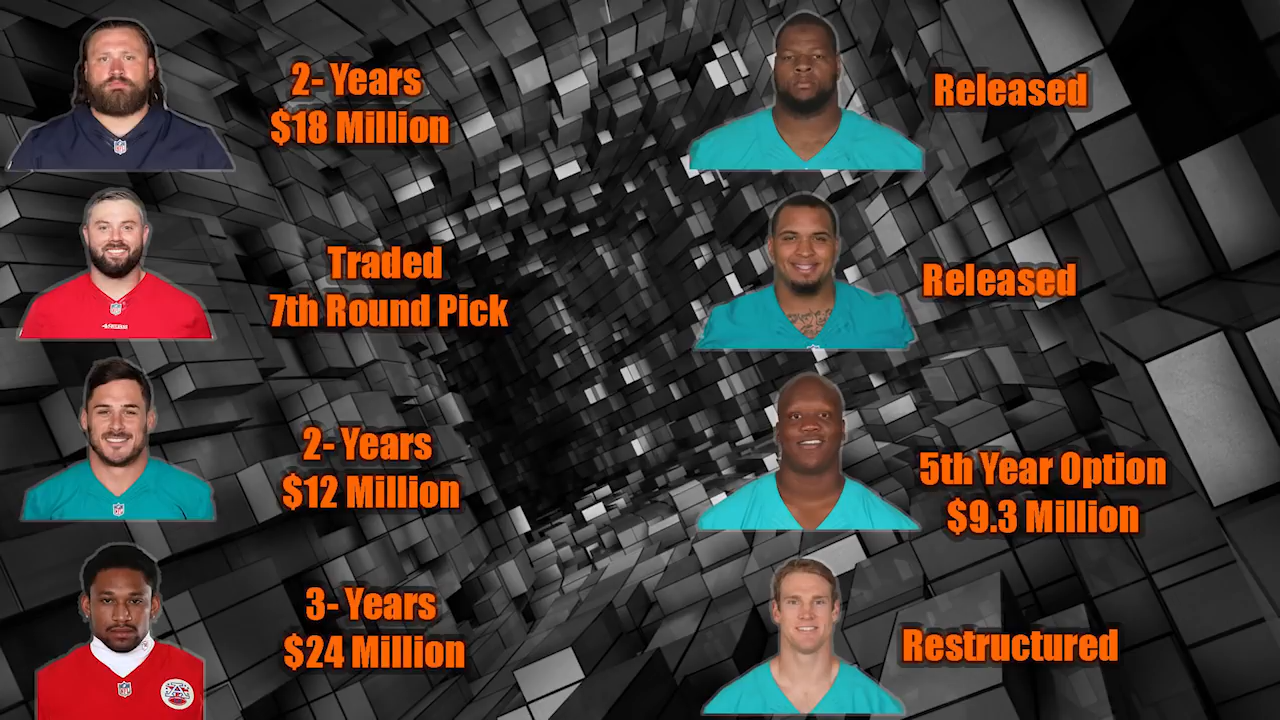 2- Years
$18 Million
Traded
7th Round Pick
2- Years
$12 Million
3- Years
$24 Million
Released
Released
5th Year Option
$9.3 Million
Restructured